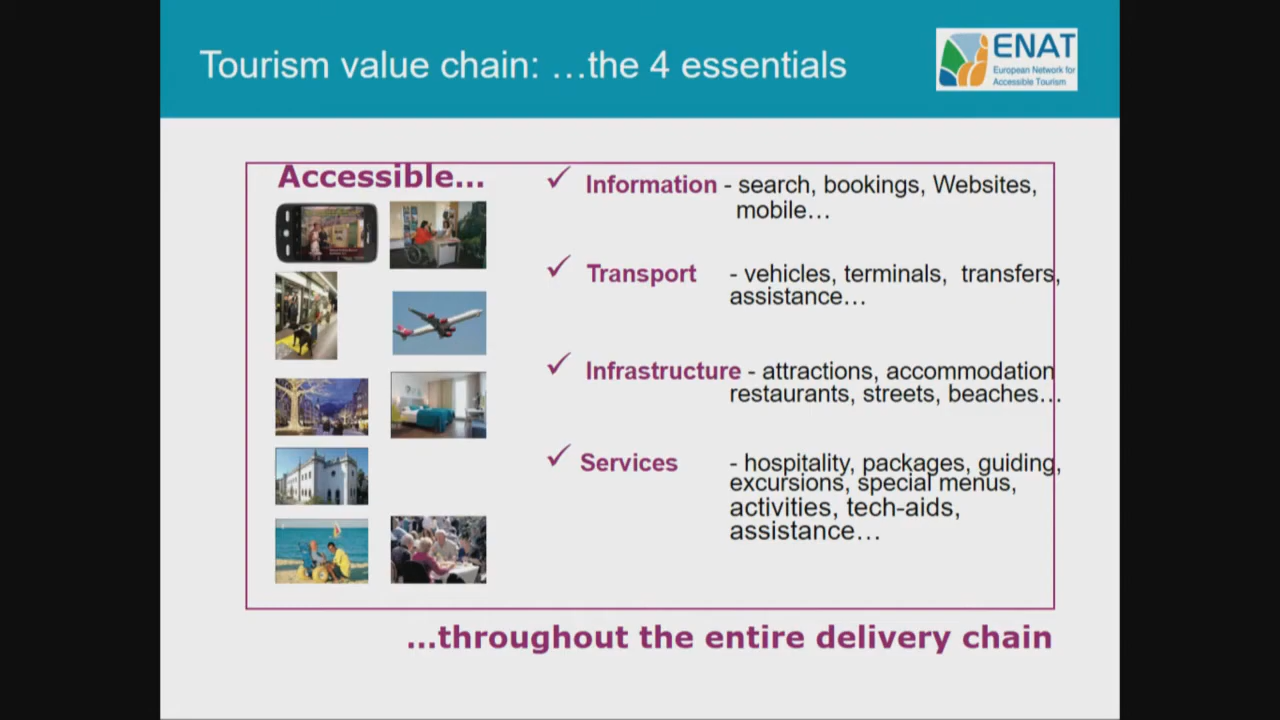 Tourism value chain: …the 4 essentials
ENAT
European Network for
Accessible Tourism
Accessible…
✓ Information - search, bookings, Websites,
mobile…
✓ Transport - vehicles, terminals, transfers,
assistance…
✓ Infrastructure - attractions, accommodation
restaurants, streets, beaches…
✓ Services - hospitality, packages, guiding,
excursions, special menus,
activities, tech-aids,
assistance…
…throughout the entire delivery chain